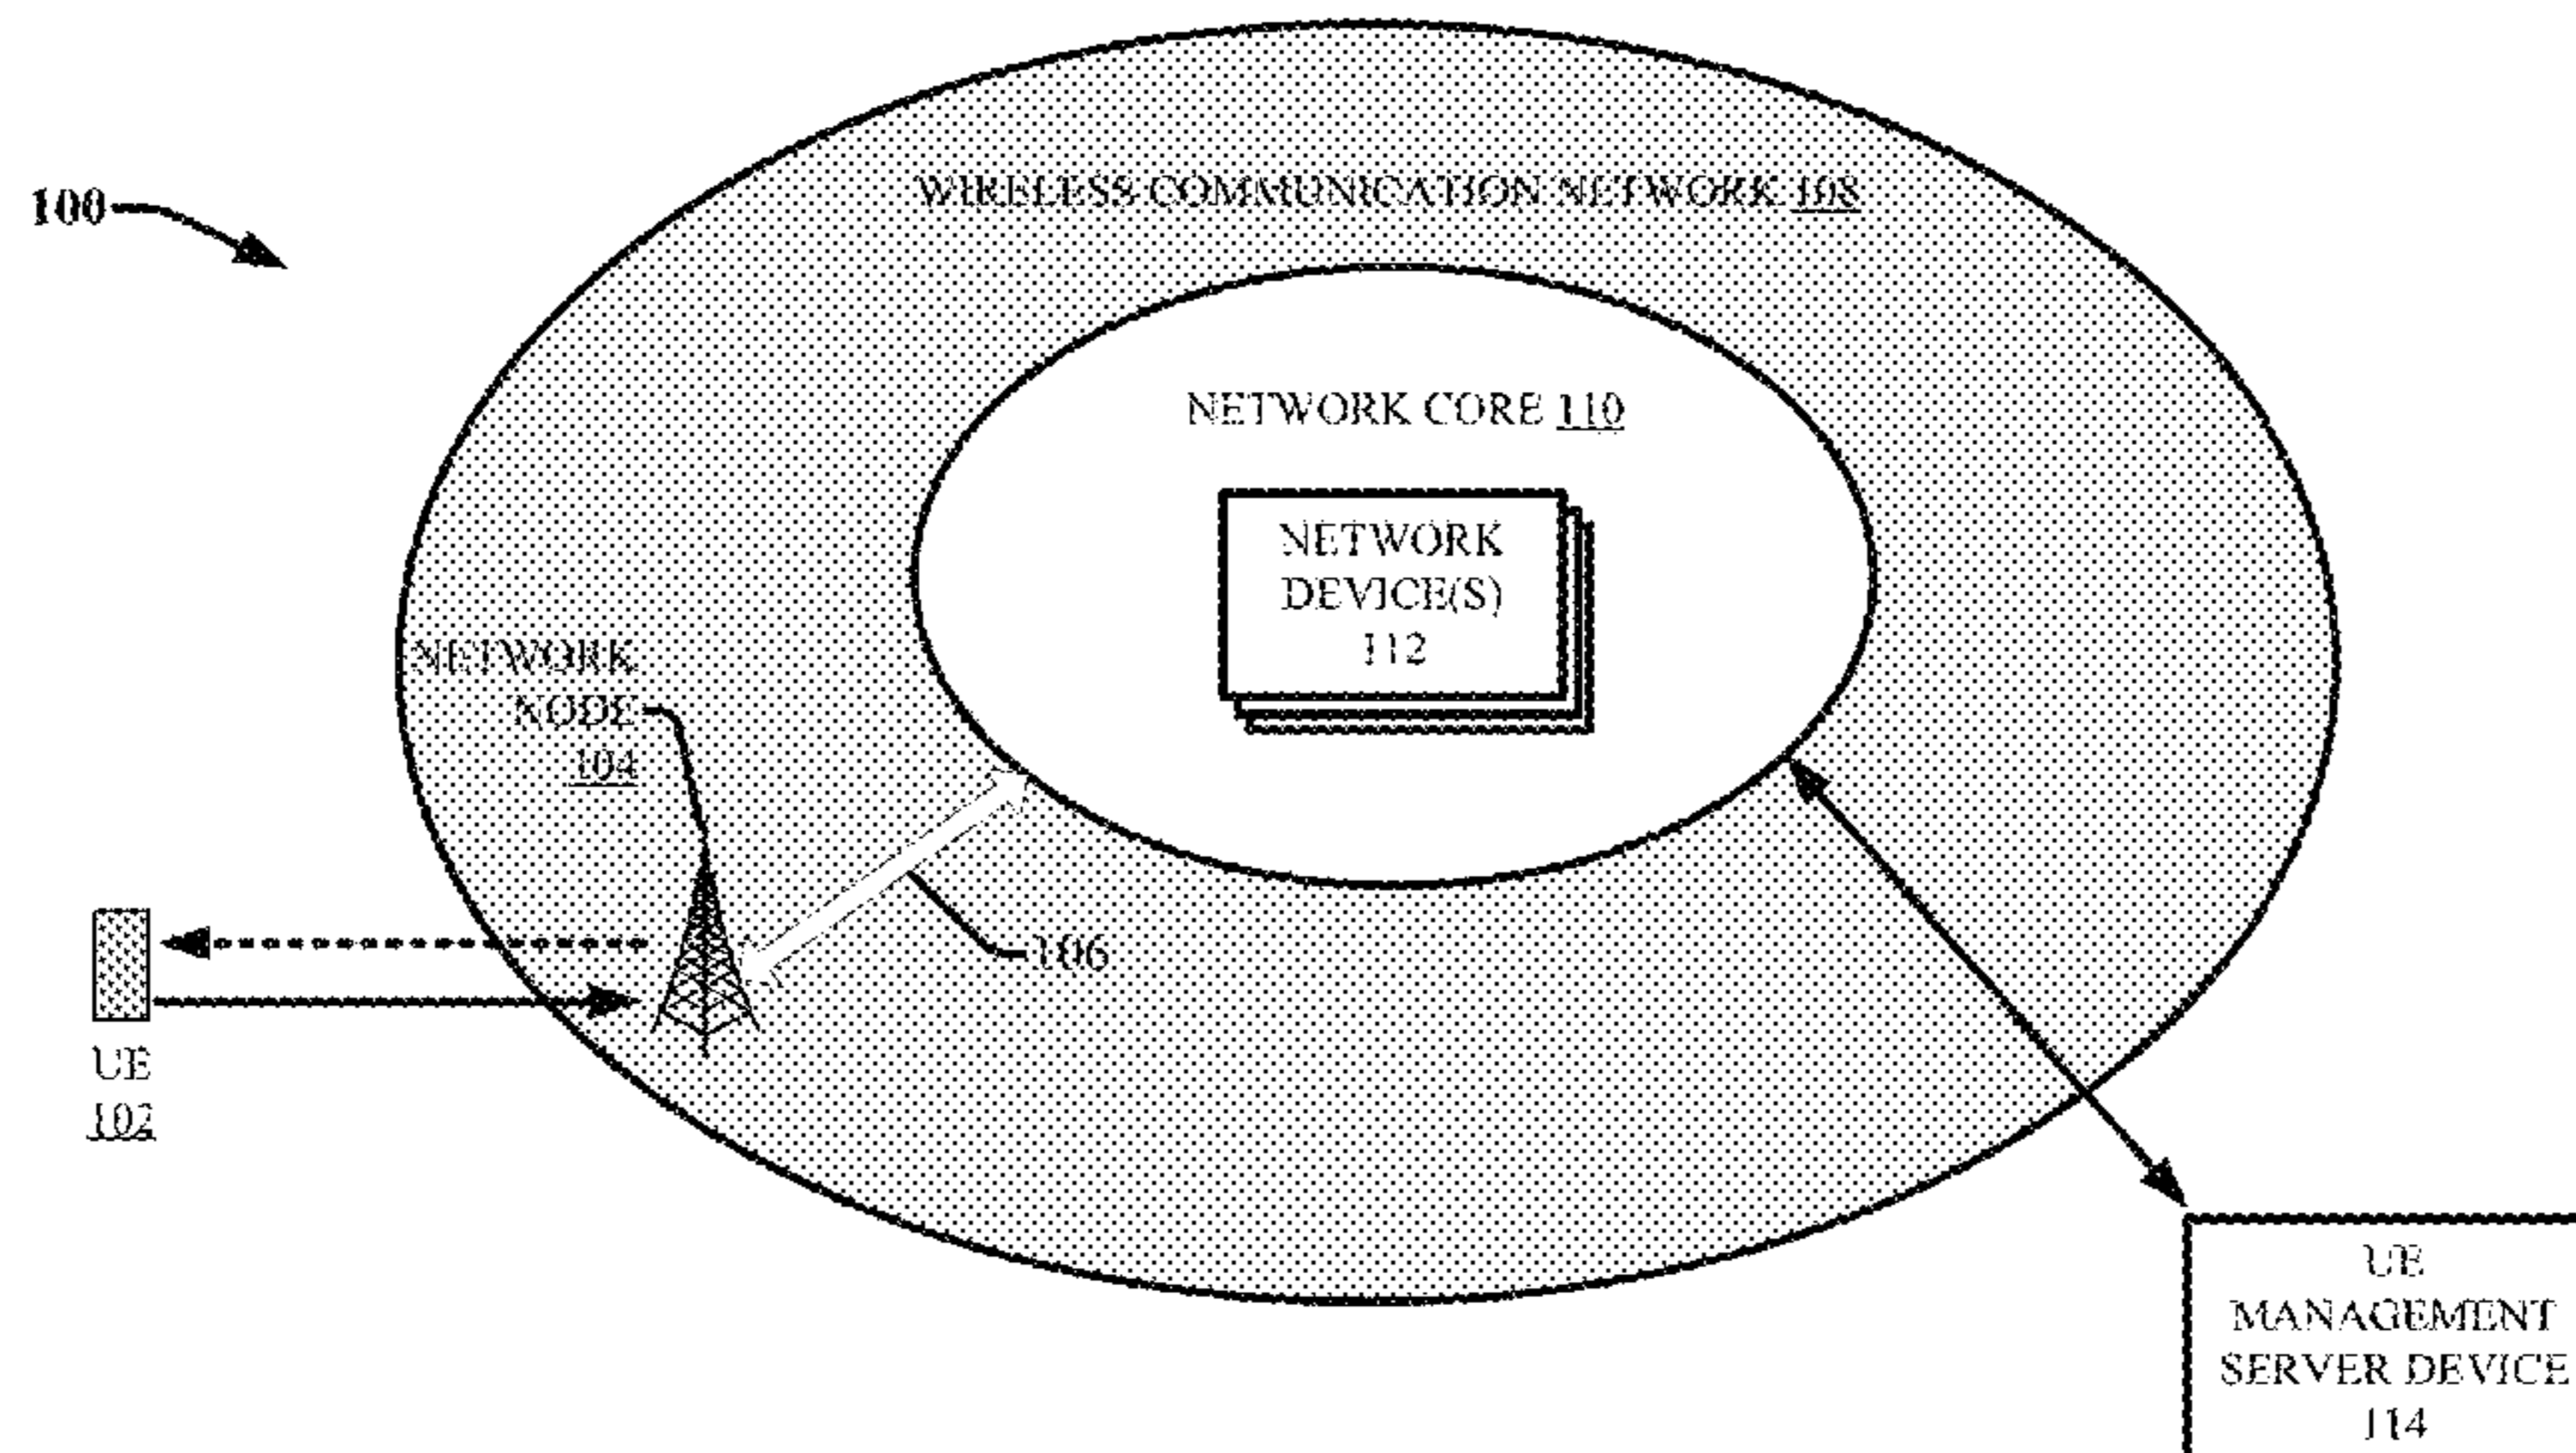 100
WIRELESS COMMUNICATION NETWORK 108
NETWORK CORE 110
NETWORK
DEVICE(S)
112
NETWORK
NODE
104
106
UE
102
UE
MANAGEMENT
SERVER DEVICE
114